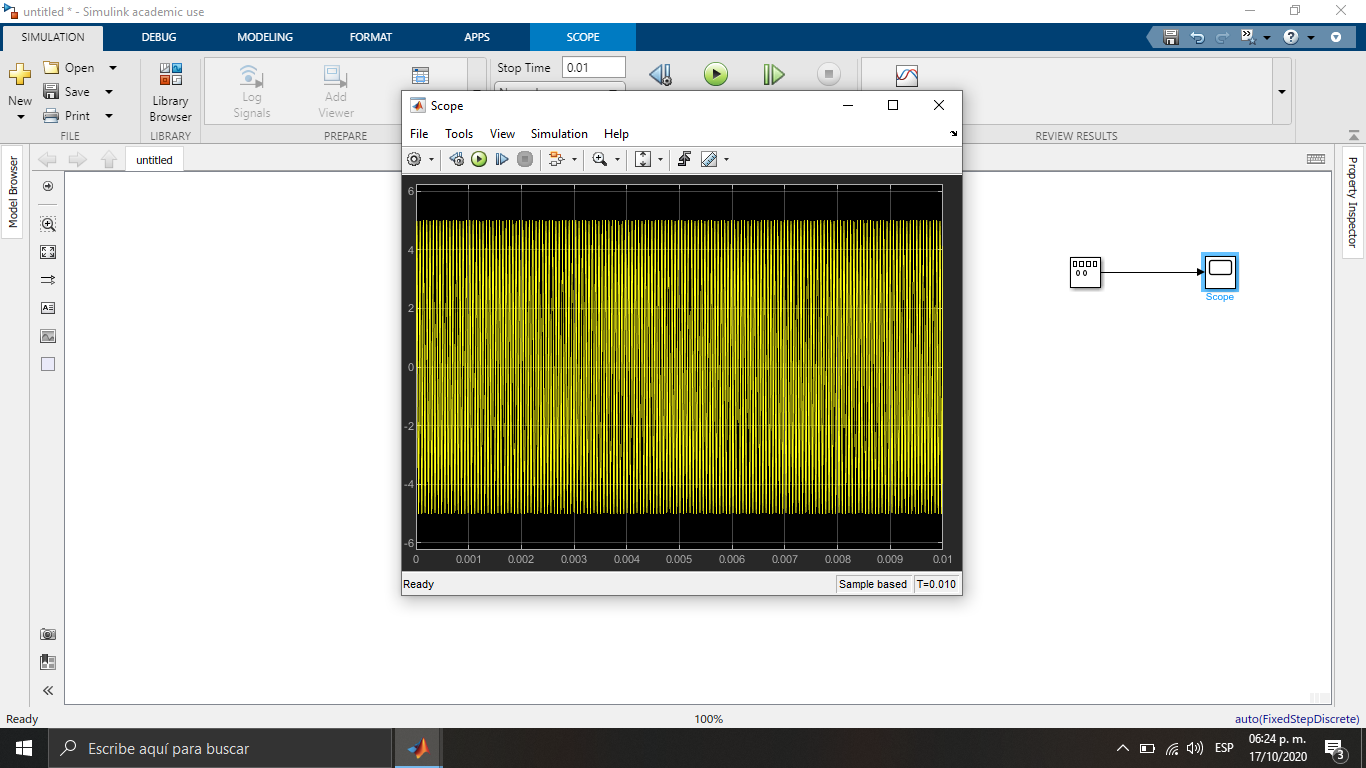 untitled * - Simulink academic use
SIMULATION DEBUG MODELING FORMAT APPS SCOPE
New
Open
Save
Print
FILE
Library
Browser
LIBRARY
Log
Signals
Add
Viewer
PREPARE
Stop Time 0.01
REVIEW RESULTS
Model Browser
untitled
Property Inspector
Scope
File Tools View Simulation Help
6
4
2
0
-2
-4
-6
0 0.001 0.002 0.003 0.004 0.005 0.006 0.007 0.008 0.009 0.01
Ready Sample based T=0.010
Scope
Ready 100% auto(FixedStepDiscrete)
Escribe aquí para buscar
ESP
06:24 p. m.
17/10/2020
3